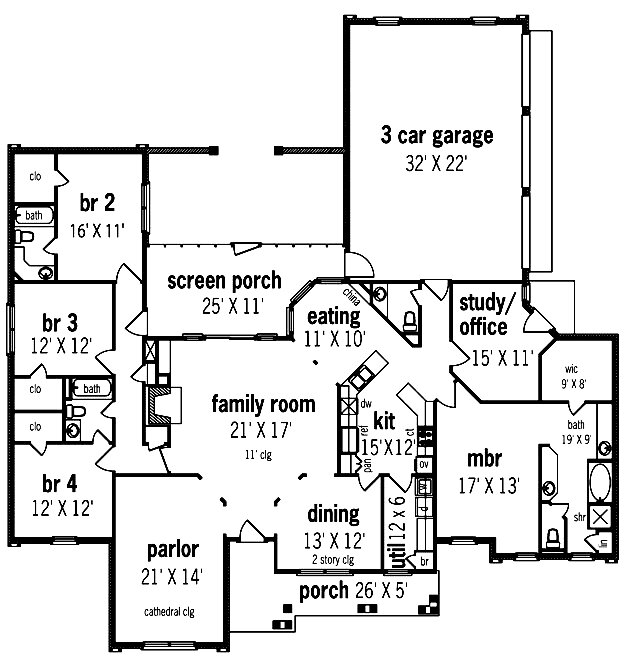 3 car garage
32' X 22'
clo
br 2
16' X 11'
bath
screen porch
25' X 11'
china
study/
office
15' X 11'
eating
11' X 10'
br 3
12' X 12'
wic
9' X 8'
clo
bath
family room
21' X 17'
11' clg
dw
kit
15'X12'
ref
ct
bath
19' X 9'
clo
pan
ov
mbr
17' X 13'
br 4
12' X 12'
dining
13' X 12'
2 story clg
util 12 x 6
W
D
shr
lin
parlor
21' X 14'
cathedral clg
br
porch 26' X 5'